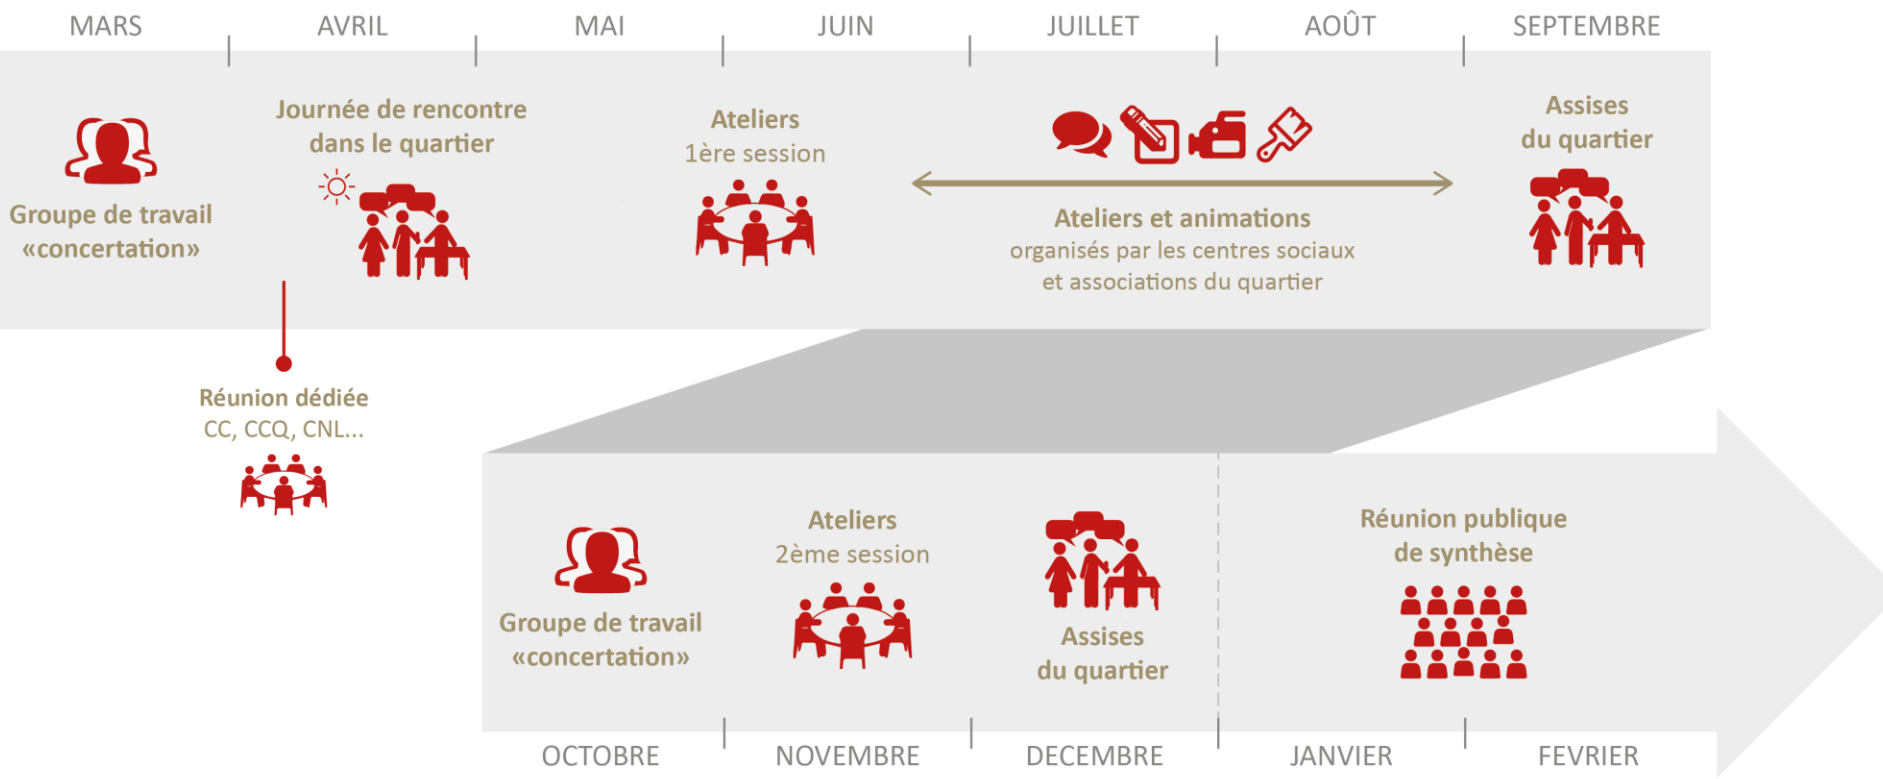 MARS
AVRIL
MAI
JUIN
JUILLET
AOÛT
SEPTEMBRE
Groupe de travail
«concertation»
Journée de rencontre
dans le quartier
Réunion dédiée
CC, CCQ, CNL...
Ateliers
1ère session
Ateliers et animations
organisés par les centres sociaux
et associations du quartier
Assises
du quartier
Groupe de travail
«concertation»
Ateliers
2ème session
Assises
du quartier
Réunion publique
de synthèse
OCTOBRE
NOVEMBRE
DECEMBRE
JANVIER
FEVRIER